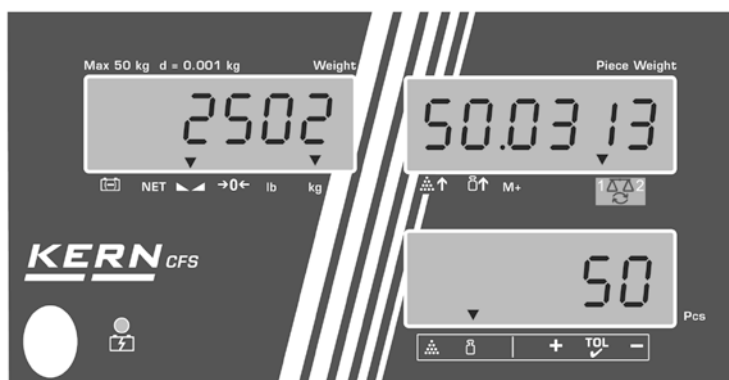 Max 50 kg d = 0.001 kg Weight
Piece Weight
2502
50.0313
NET →0← lb kg
M+
1 2
KERN CFS
50
Pcs
+ TOL −